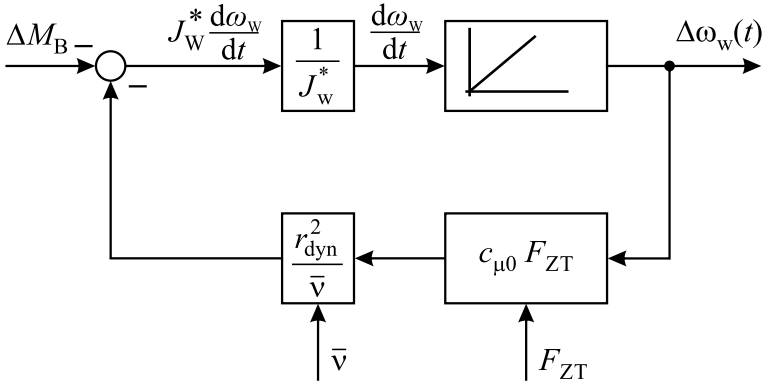 ΔM_B −
−
J_W^* dω_w/dt
1/J_w^*
dω_w/dt
Δω_w(t)
r_dyn^2/ν̄
c_μ0 F_ZT
ν̄
F_ZT